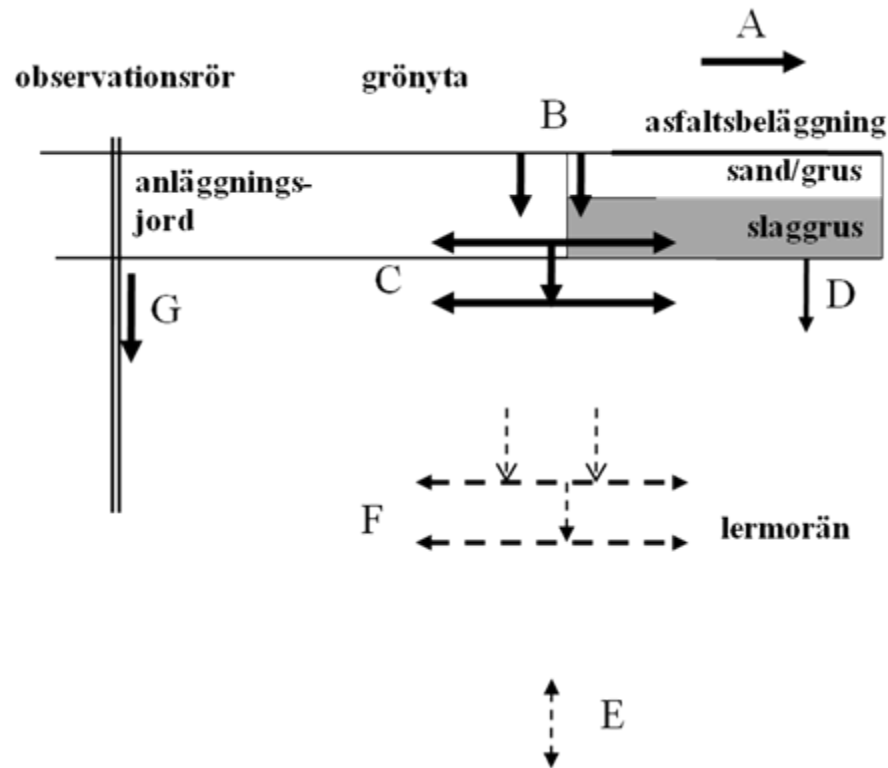 A
observationsrör grönyta
B
asfaltsbeläggning
sand/grus
anläggnings-
jord
slaggrus
C
G
D
F
lermorän
E